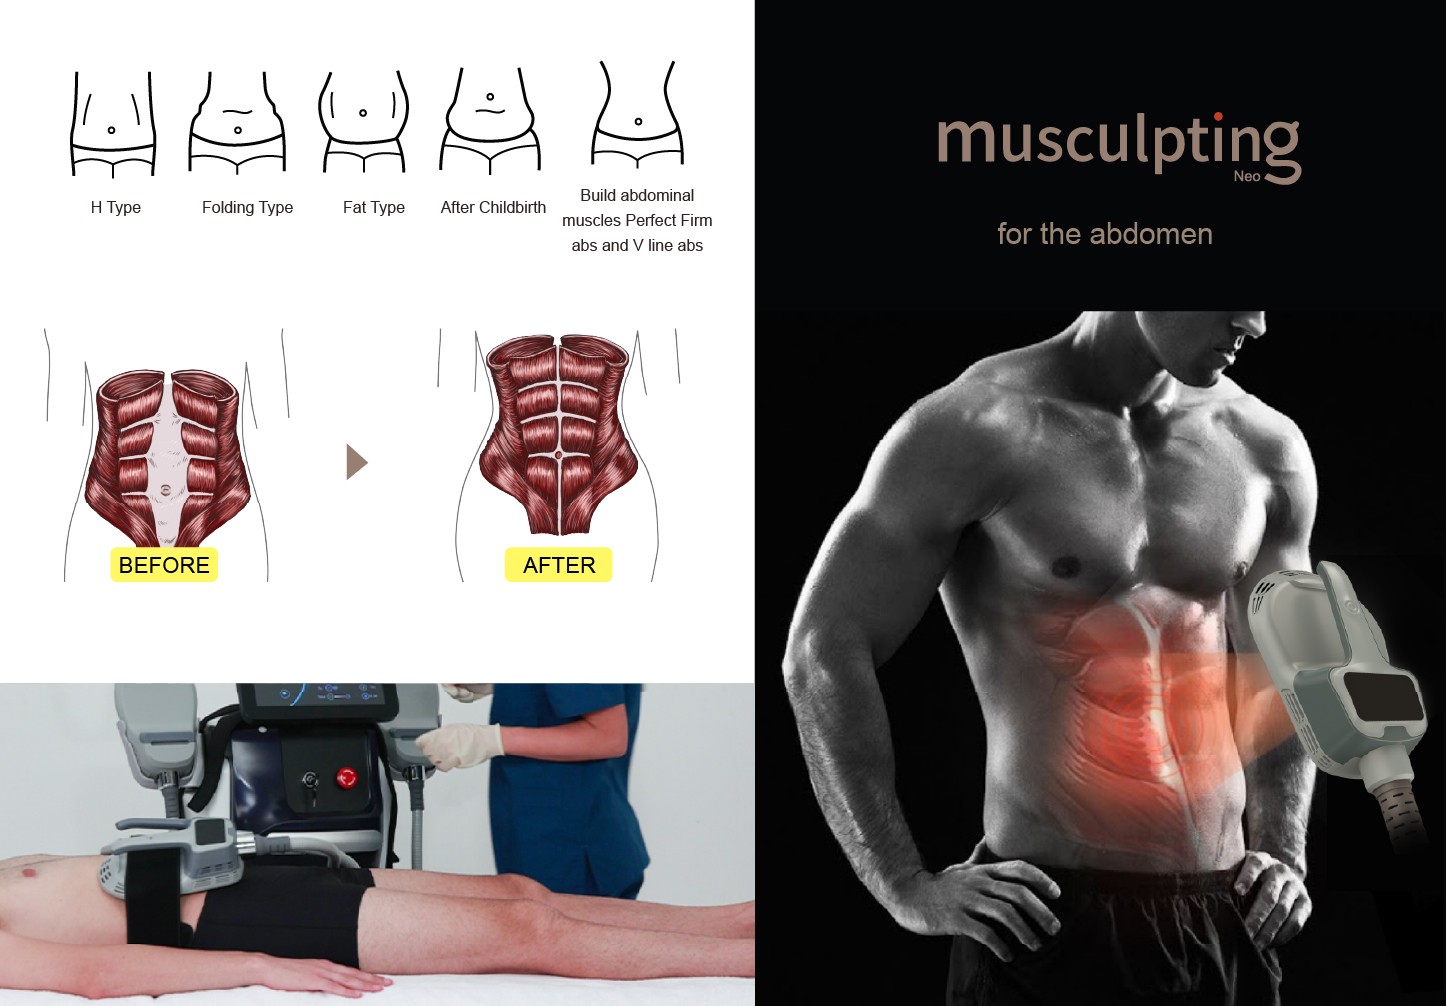 H Type
Folding Type
Fat Type
After Childbirth
Build abdominal
muscles Perfect Firm
abs and V line abs
BEFORE
AFTER
musculpting
Neo
for the abdomen